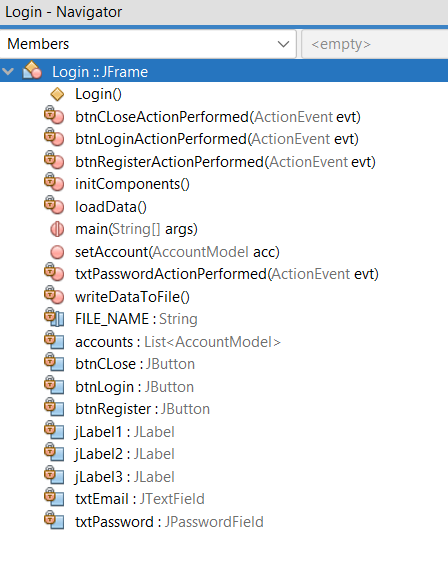 Login - Navigator
Members <empty>
Login :: JFrame
Login()
btnCLoseActionPerformed(ActionEvent evt)
btnLoginActionPerformed(ActionEvent evt)
btnRegisterActionPerformed(ActionEvent evt)
initComponents()
loadData()
main(String[] args)
setAccount(AccountModel acc)
txtPasswordActionPerformed(ActionEvent evt)
writeDataToFile()
FILE_NAME : String
accounts : List<AccountModel>
btnCLose : JButton
btnLogin : JButton
btnRegister : JButton
jLabel1 : JLabel
jLabel2 : JLabel
jLabel3 : JLabel
txtEmail : JTextField
txtPassword : JPasswordField